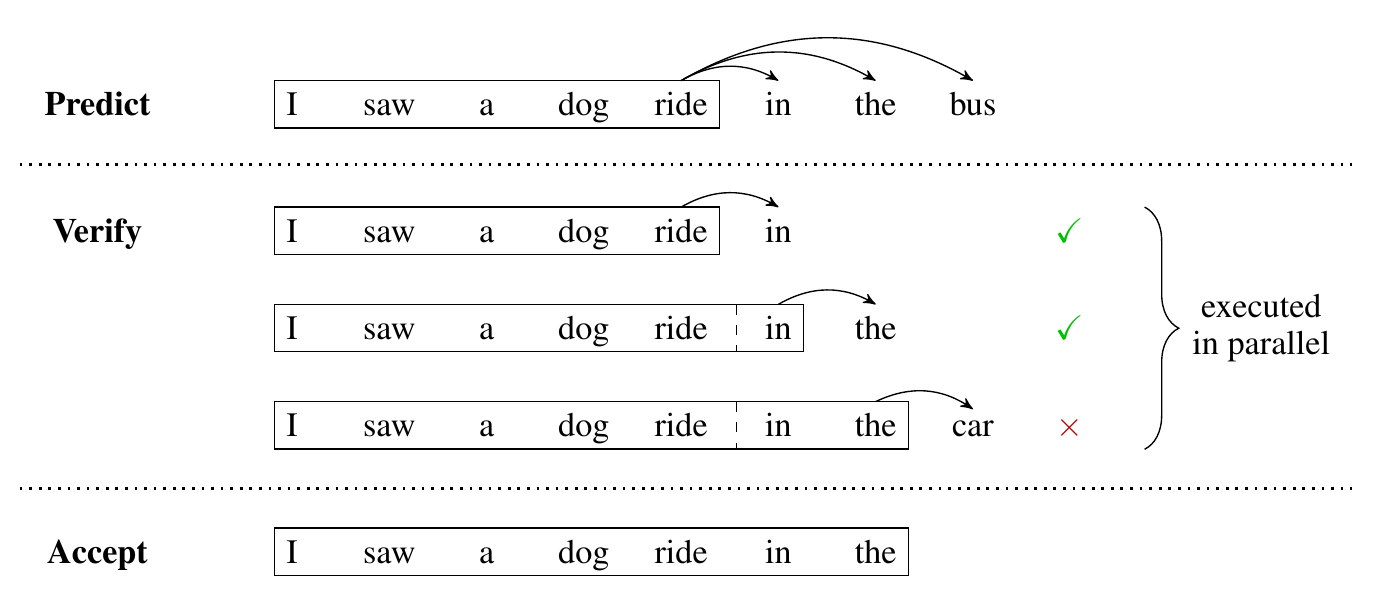 Predict I saw a dog ride in the bus
Verify I saw a dog ride in ✓
I saw a dog ride in the ✓
executed
in parallel
I saw a dog ride in the car ×
Accept I saw a dog ride in the